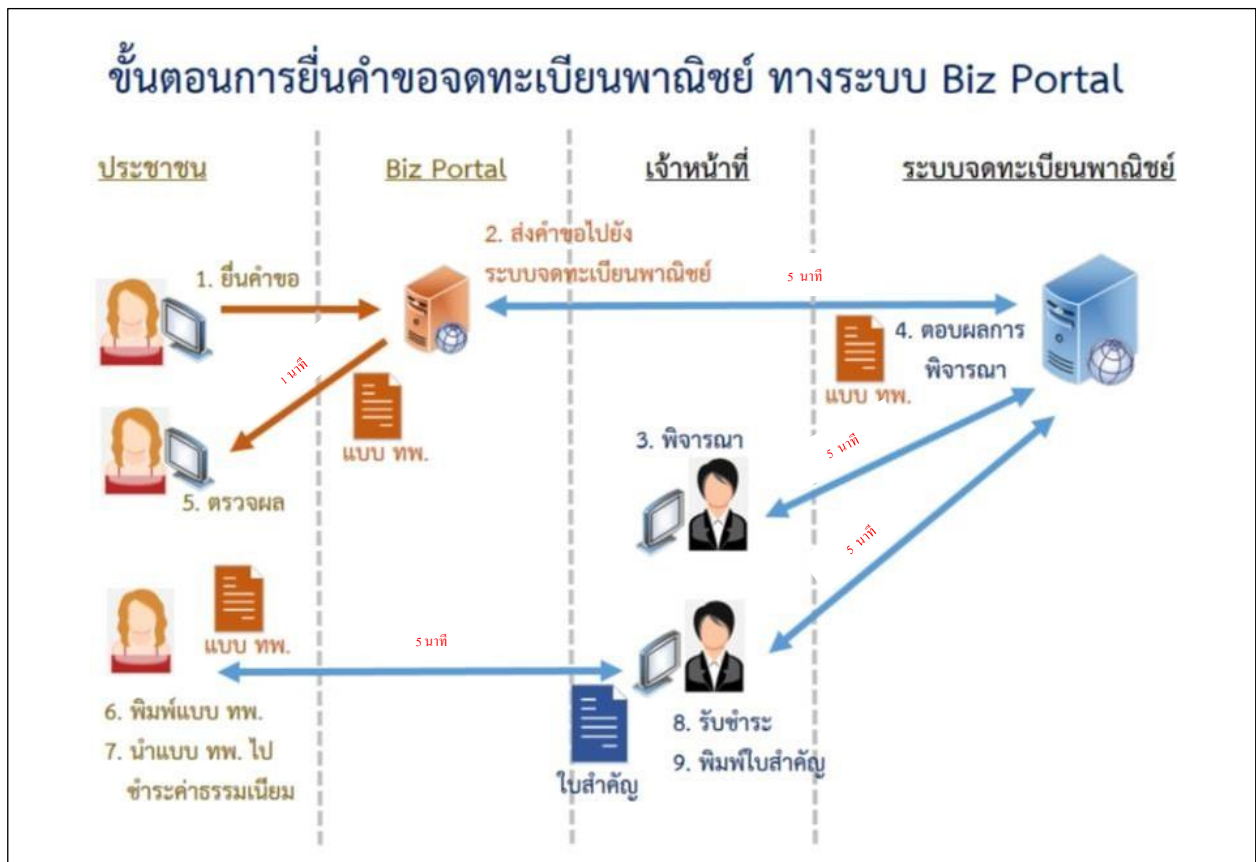 ขั้นตอนการยื่นคำขอจดทะเบียนพาณิชย์ ทางระบบ Biz Portal
ประชาชน
Biz Portal
เจ้าหน้าที่
ระบบจดทะเบียนพาณิชย์
1. ยื่นคำขอ
2. ส่งคำขอไปยัง
ระบบจดทะเบียนพาณิชย์
5 นาที
4. ตอบผลการ
พิจารณา
แบบ ทพ.
1 นาที
แบบ ทพ.
3. พิจารณา
5 นาที
5. ตรวจผล
5 นาที
แบบ ทพ.
5 นาที
6. พิมพ์แบบ ทพ.
7. นำแบบ ทพ. ไป
ชำระค่าธรรมเนียม
ใบสำคัญ
8. รับชำระ
9. พิมพ์ใบสำคัญ